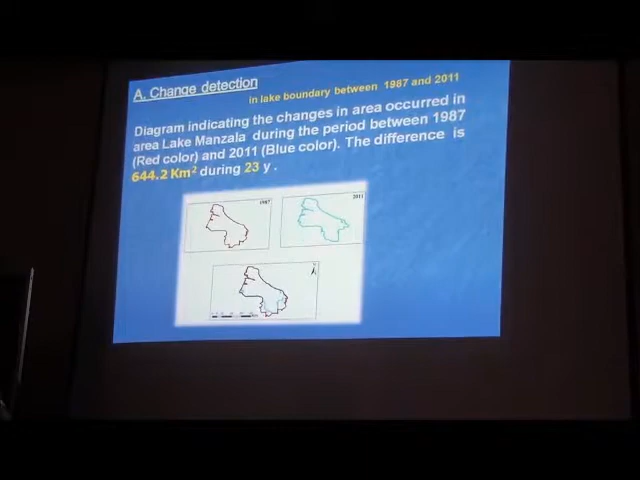 A. Change detection
in lake boundary between 1987 and 2011
Diagram indicating the changes in area occurred in
area Lake Manzala during the period between 1987
(Red color) and 2011 (Blue color). The difference is
644.2 Km² during 23 y .
1987
2011